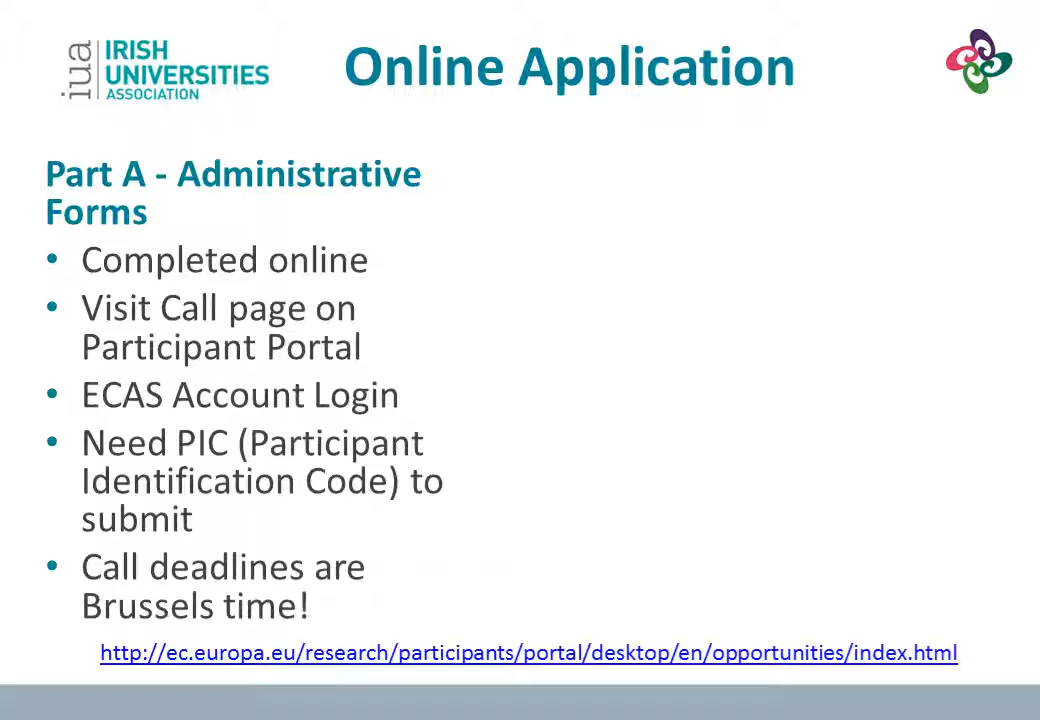 iua
IRISH
UNIVERSITIES
ASSOCIATION
Online Application
Part A - Administrative
Forms
• Completed online
• Visit Call page on
Participant Portal
• ECAS Account Login
• Need PIC (Participant
Identification Code) to
submit
• Call deadlines are
Brussels time!
http://ec.europa.eu/research/participants/portal/desktop/en/opportunities/index.html